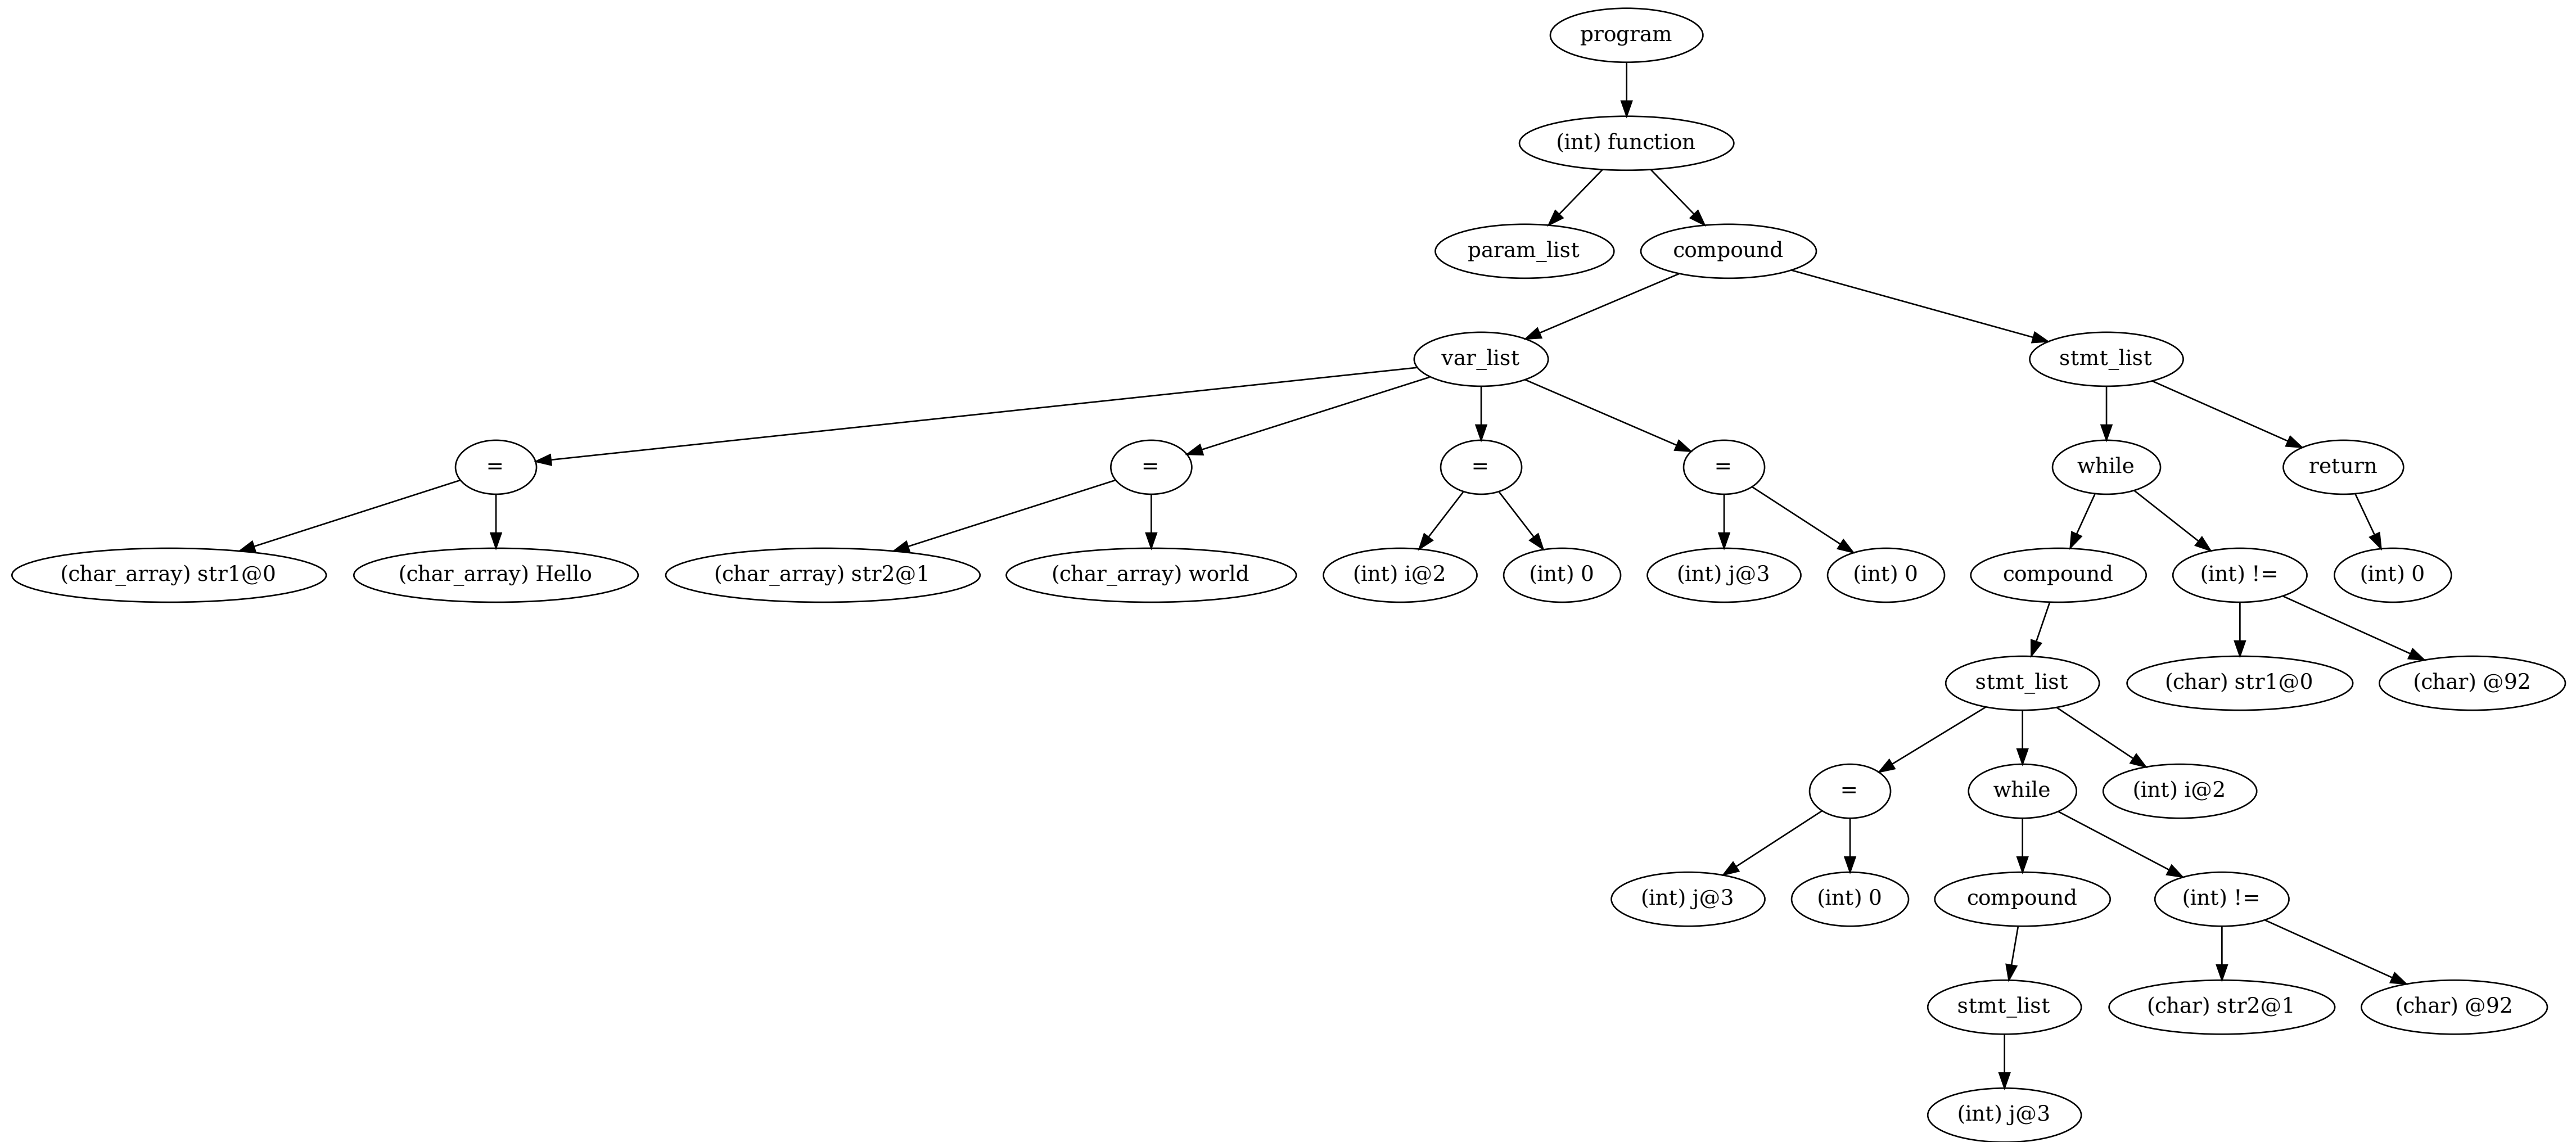 program
(int) function
param_list
compound
var_list
stmt_list
=
=
=
=
while
return
(char_array) str1@0
(char_array) Hello
(char_array) str2@1
(char_array) world
(int) i@2
(int) 0
(int) j@3
(int) 0
compound
(int) !=
(int) 0
stmt_list
(char) str1@0
(char) @92
=
while
(int) i@2
(int) j@3
(int) 0
compound
(int) !=
stmt_list
(char) str2@1
(char) @92
(int) j@3